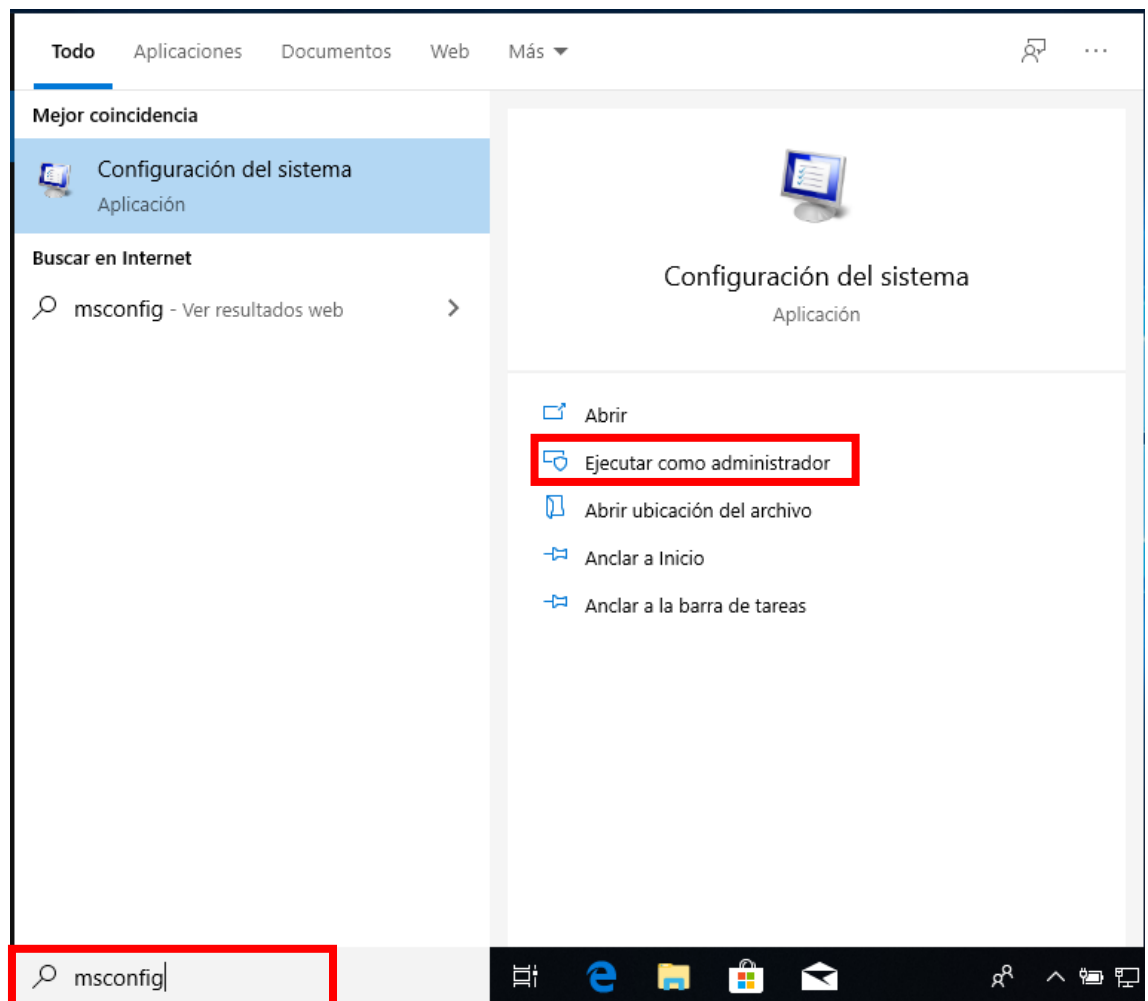 Todo Aplicaciones Documentos Web Más
Mejor coincidencia
Configuración del sistema
Aplicación
Buscar en Internet
msconfig - Ver resultados web
Configuración del sistema
Aplicación
Abrir
Ejecutar como administrador
Abrir ubicación del archivo
Anclar a Inicio
Anclar a la barra de tareas
msconfig